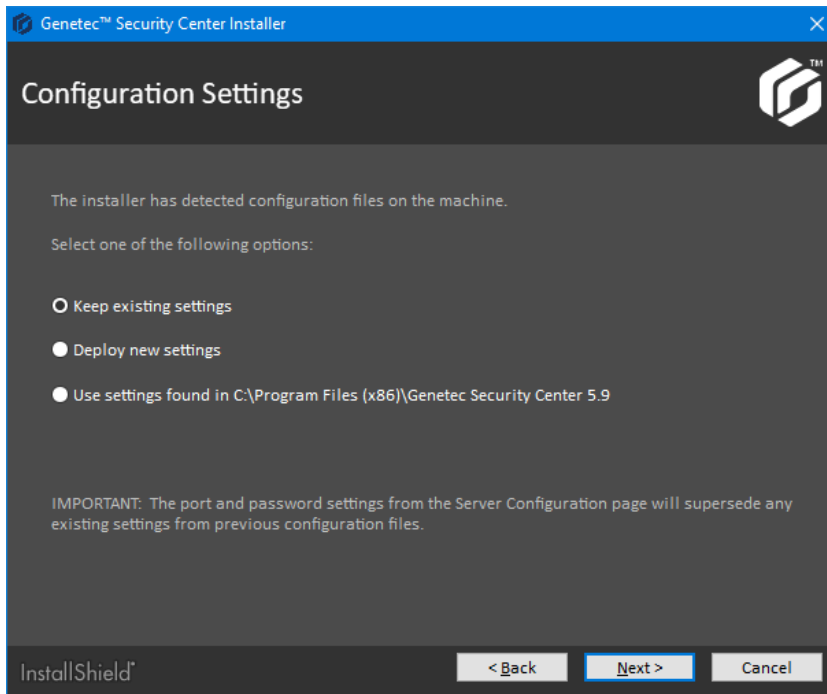 Genetec™ Security Center Installer
Configuration Settings
TM
The installer has detected configuration files on the machine.
Select one of the following options:
Keep existing settings
Deploy new settings
Use settings found in C:\Program Files (x86)\Genetec Security Center 5.9
IMPORTANT:  The port and password settings from the Server Configuration page will supersede any
existing settings from previous configuration files.
InstallShield®
< Back
Next >
Cancel